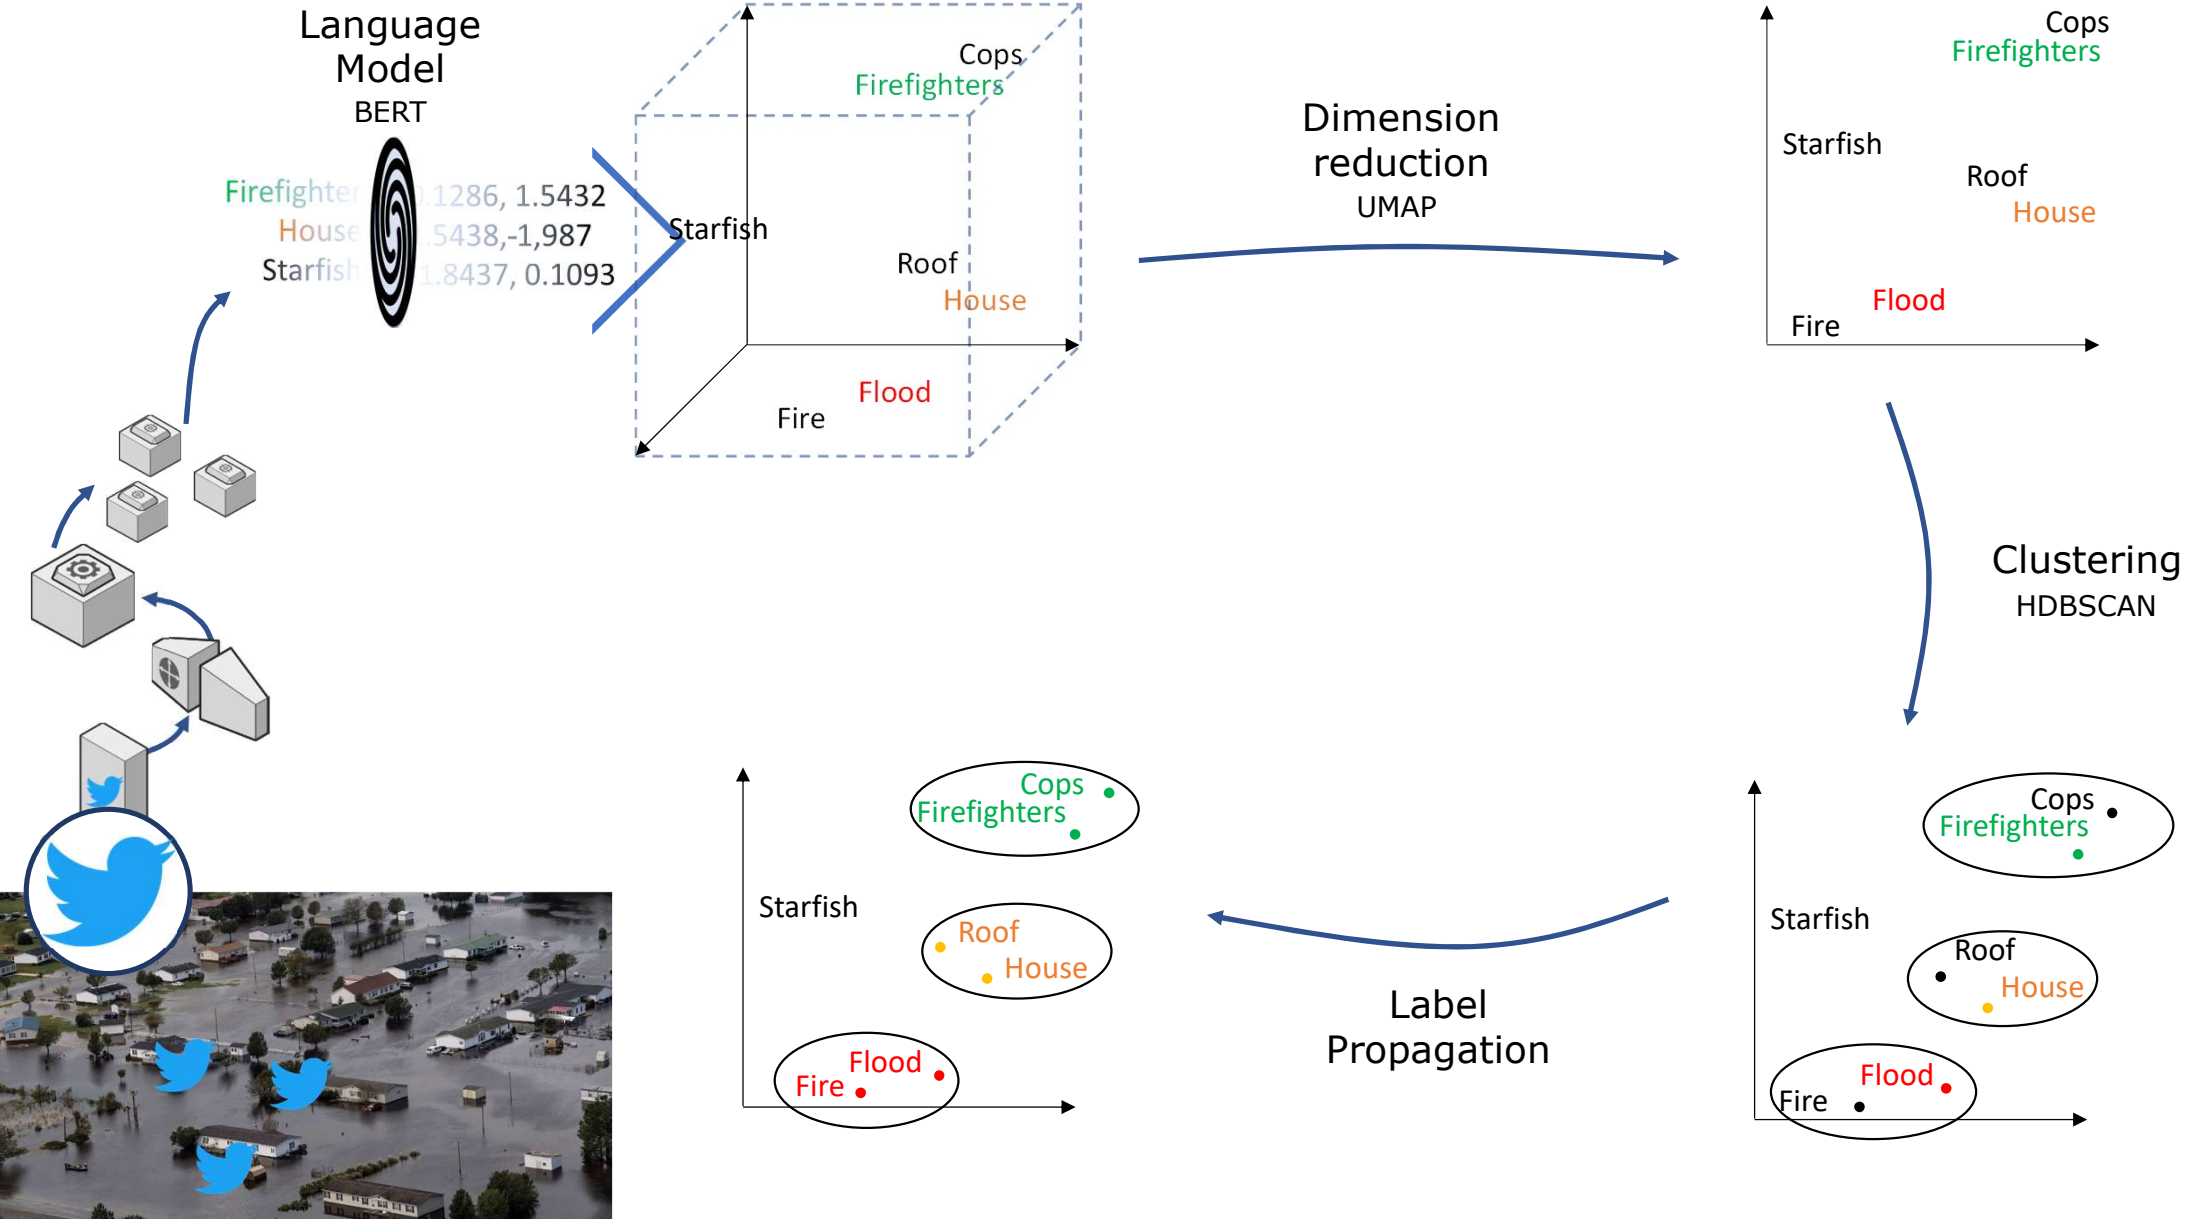 Language
Model
BERT
Firefighter 0.1286, 1.5432
House .5438,-1,987
Starfish 1.8437, 0.1093
Cops
Firefighters
Starfish
Roof
House
Flood
Fire
Dimension
reduction
UMAP
Cops
Firefighters
Starfish
Roof
House
Flood
Fire
Clustering
HDBSCAN
Cops
Firefighters
Starfish
Roof
House
Flood
Fire
Label
Propagation
Cops
Firefighters
Starfish
Roof
House
Flood
Fire